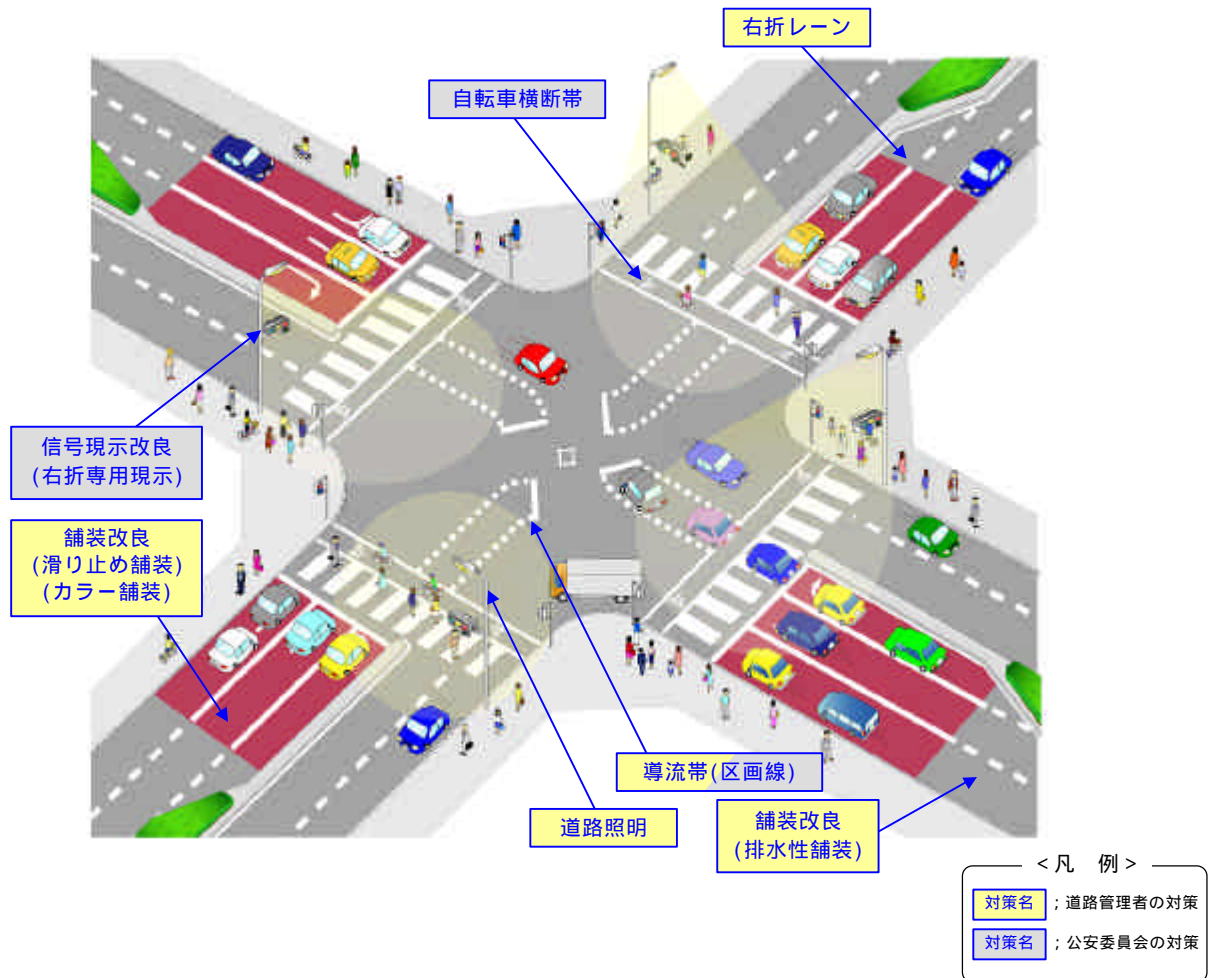 右折レーン
自転車横断帯
信号現示改良
(右折専用現示)
舗装改良
(滑り止め舗装)
(カラー舗装)
導流帯(区画線)
道路照明
舗装改良
(排水性舗装)
<凡 例>
対策名 ;道路管理者の対策
対策名 ;公安委員会の対策